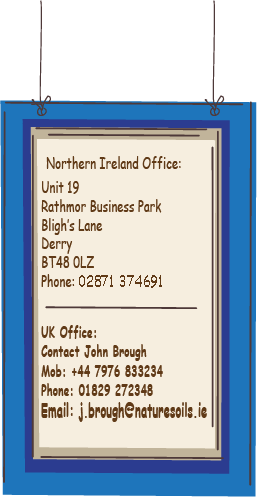 Northern Ireland Office:
Unit 19
Rathmor Business Park
Bligh's Lane
Derry
BT48 0LZ
Phone: 02871 374691
UK Office:
Contact John Brough
Mob: +44 7976 833234
Phone: 01829 272348
Email: j.brough@naturesoils.ie